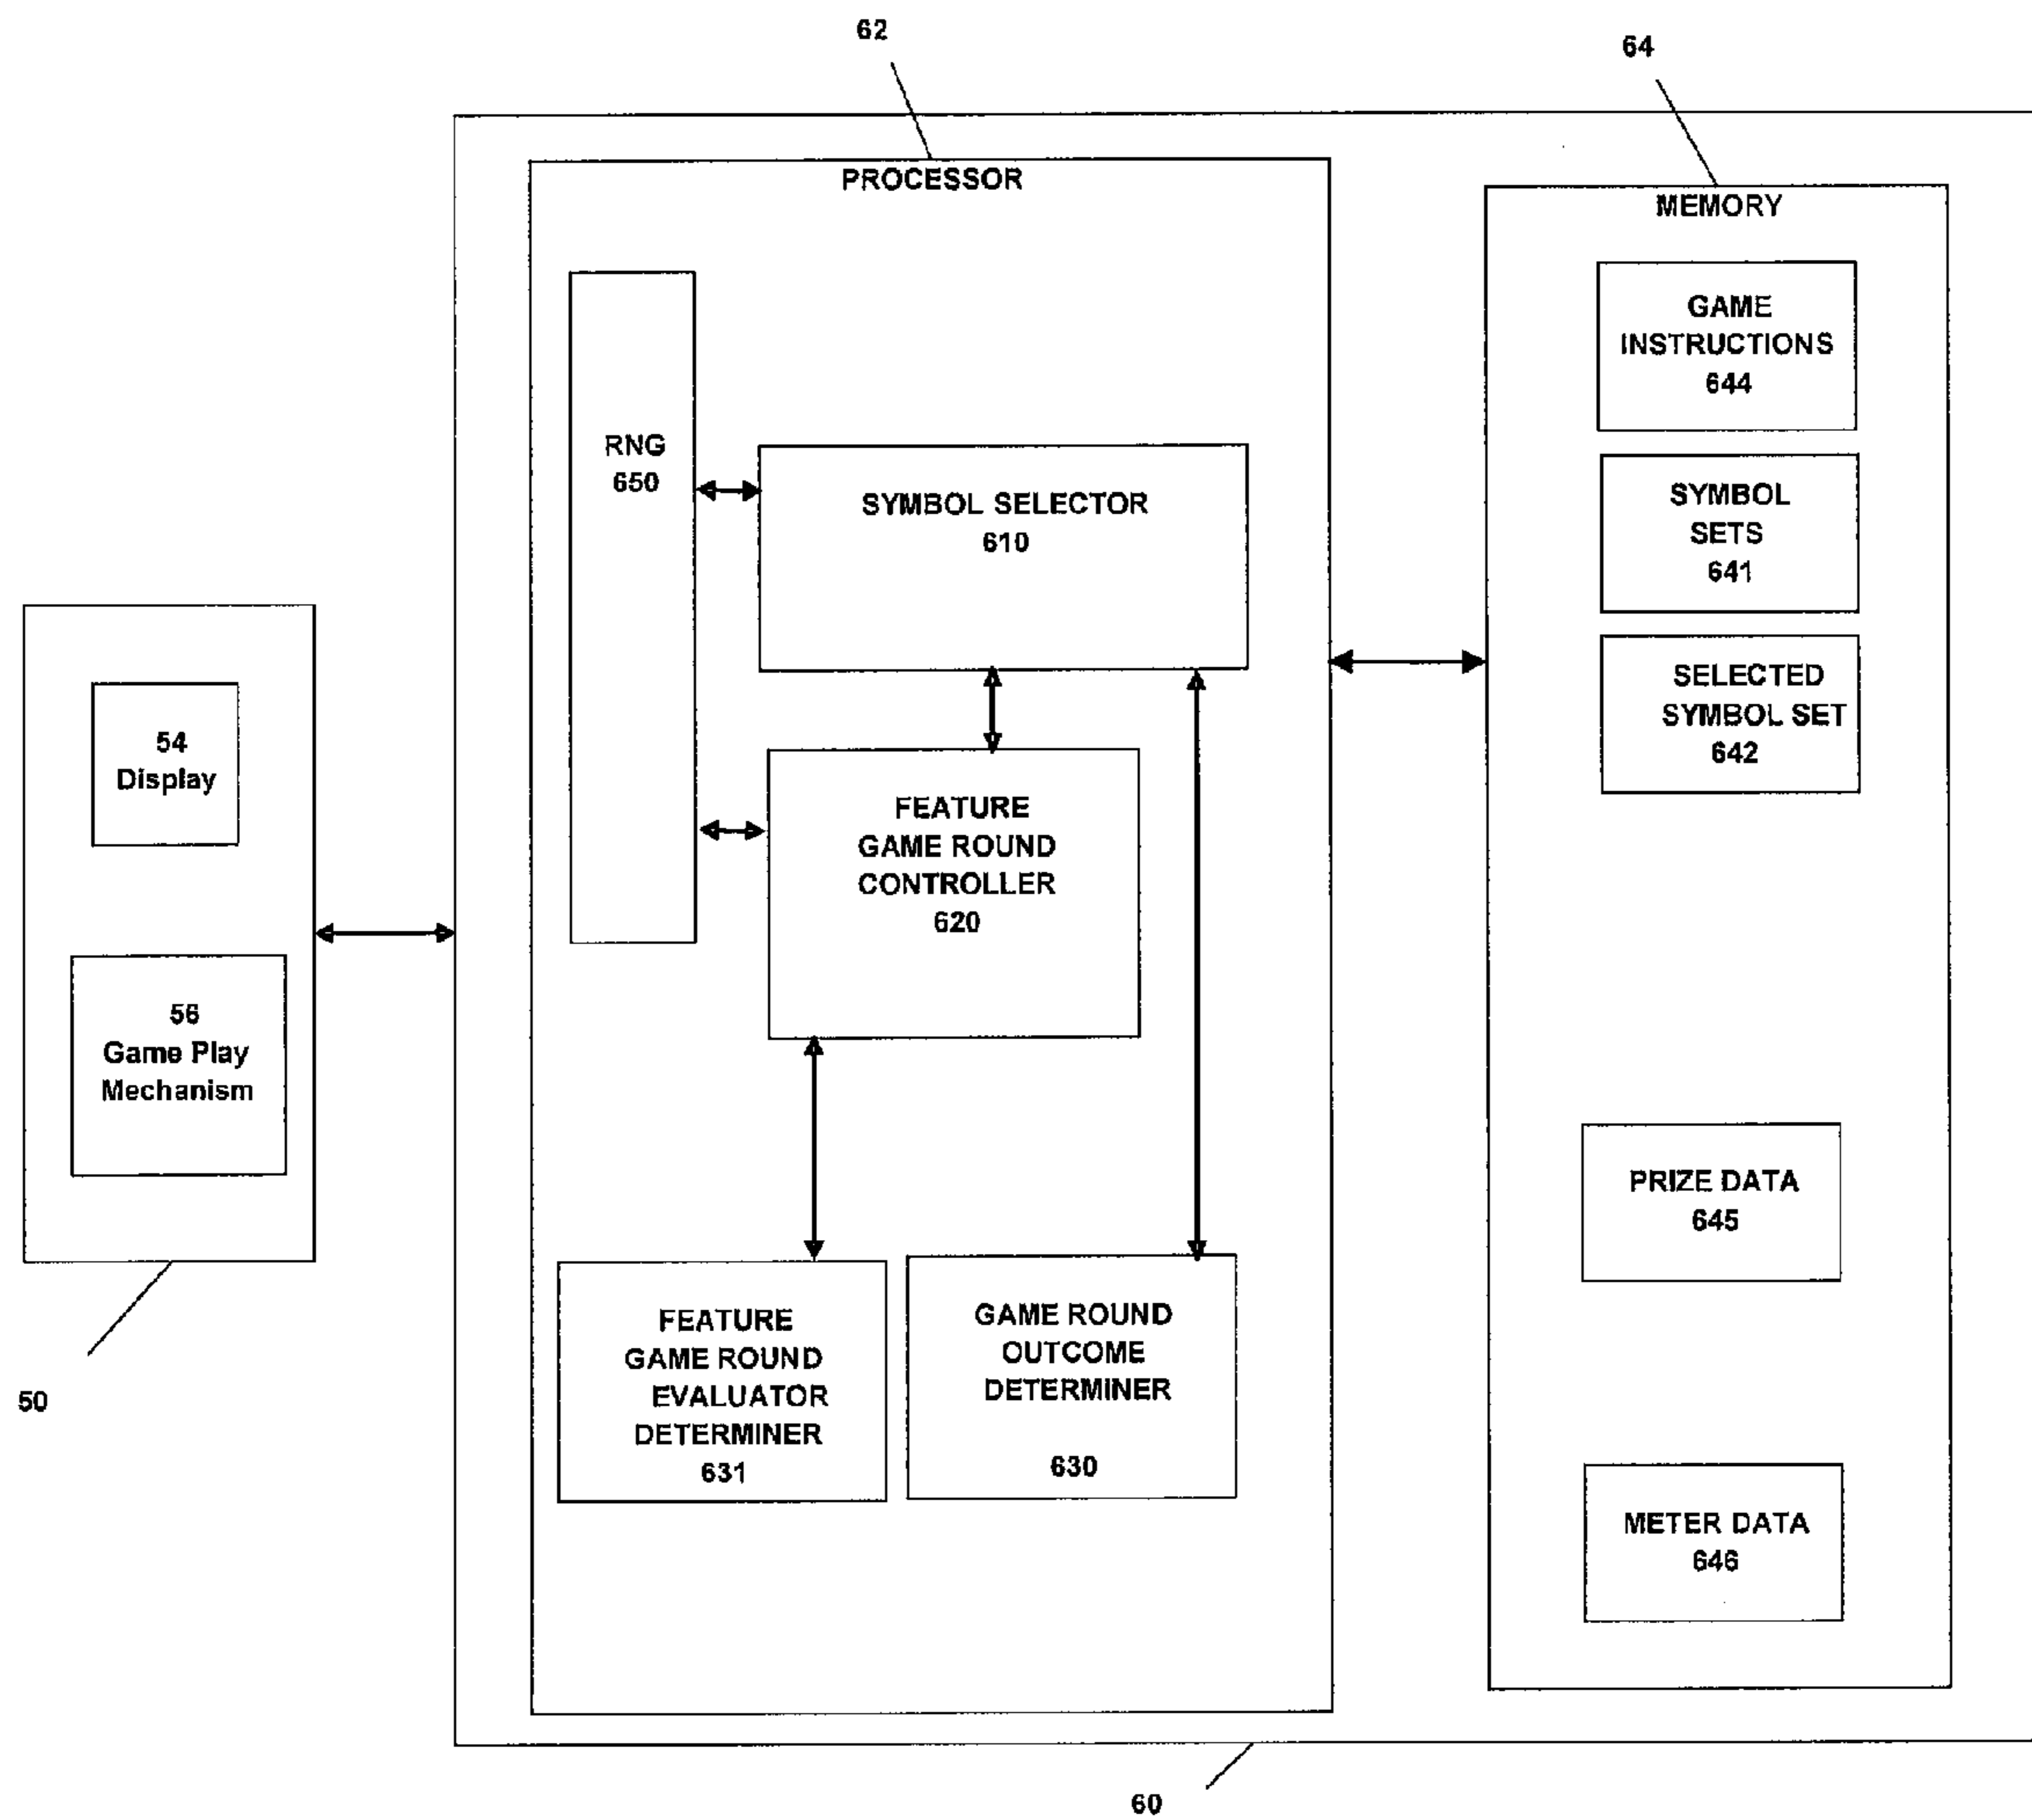 62
64
PROCESSOR
MEMORY
GAME
INSTRUCTIONS
644
RNG
650
SYMBOL SELECTOR
610
SYMBOL
SETS
641
SELECTED
SYMBOL SET
642
54
Display
FEATURE
GAME ROUND
CONTROLLER
620
56
Game Play
Mechanism
PRIZE DATA
645
FEATURE
GAME ROUND
EVALUATOR
DETERMINER
631
GAME ROUND
OUTCOME
DETERMINER
630
50
METER DATA
646
60